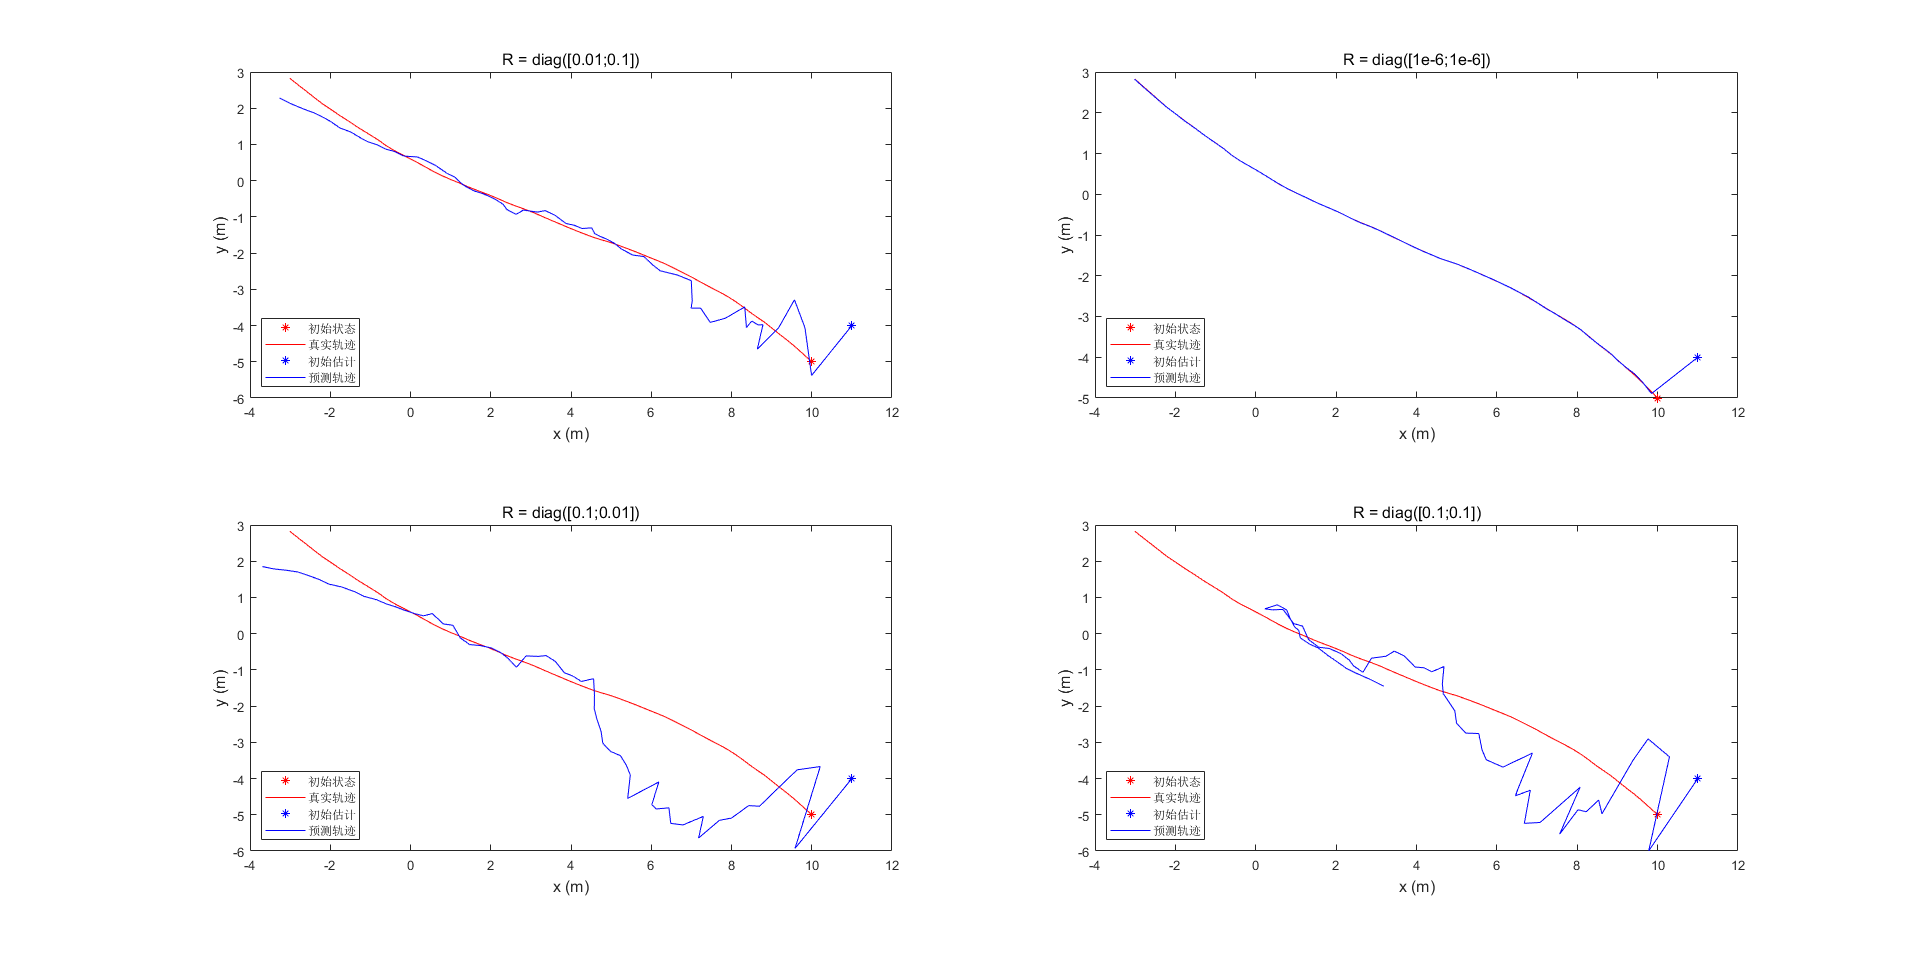 R = diag([0.01;0.1])
3
2
1
0
-1
-2
-3
-4
-5
-6
y (m)
-4 -2 0 2 4 6 8 10 12
x (m)
初始状态
真实轨迹
初始估计
预测轨迹
R = diag([1e-6;1e-6])
3
2
1
0
-1
-2
-3
-4
-5
y (m)
-4 -2 0 2 4 6 8 10 12
x (m)
初始状态
真实轨迹
初始估计
预测轨迹
R = diag([0.1;0.01])
3
2
1
0
-1
-2
-3
-4
-5
-6
y (m)
-4 -2 0 2 4 6 8 10 12
x (m)
初始状态
真实轨迹
初始估计
预测轨迹
R = diag([0.1;0.1])
3
2
1
0
-1
-2
-3
-4
-5
-6
y (m)
-4 -2 0 2 4 6 8 10 12
x (m)
初始状态
真实轨迹
初始估计
预测轨迹